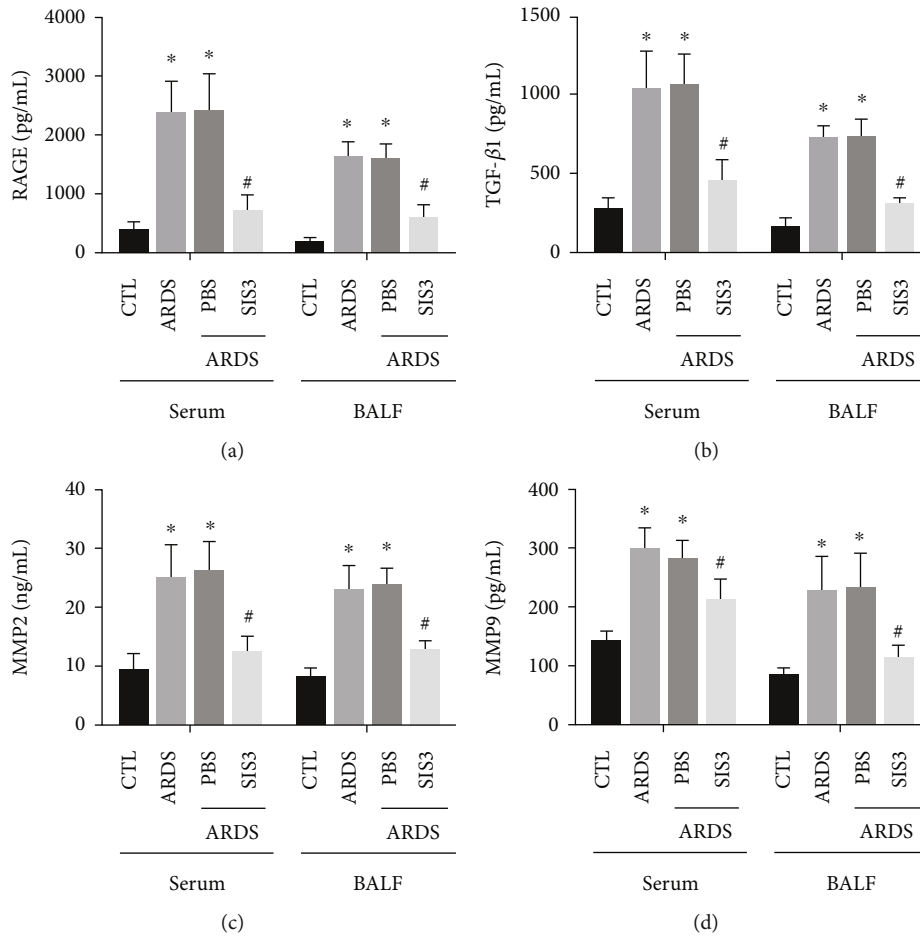 RAGE (pg/mL)
4000
3000
2000
1000
0
*
*
#
*
*
#
CTL
ARDS
PBS
SIS3
CTL
ARDS
PBS
SIS3
ARDS
ARDS
Serum
BALF
(a)
TGF-β1 (pg/mL)
1500
1000
500
0
*
*
#
*
*
#
CTL
ARDS
PBS
SIS3
CTL
ARDS
PBS
SIS3
ARDS
ARDS
Serum
BALF
(b)
MMP2 (ng/mL)
40
30
20
10
0
*
*
#
*
*
#
CTL
ARDS
PBS
SIS3
CTL
ARDS
PBS
SIS3
ARDS
ARDS
Serum
BALF
(c)
MMP9 (pg/mL)
400
300
200
100
0
*
*
#
*
*
#
CTL
ARDS
PBS
SIS3
CTL
ARDS
PBS
SIS3
ARDS
ARDS
Serum
BALF
(d)